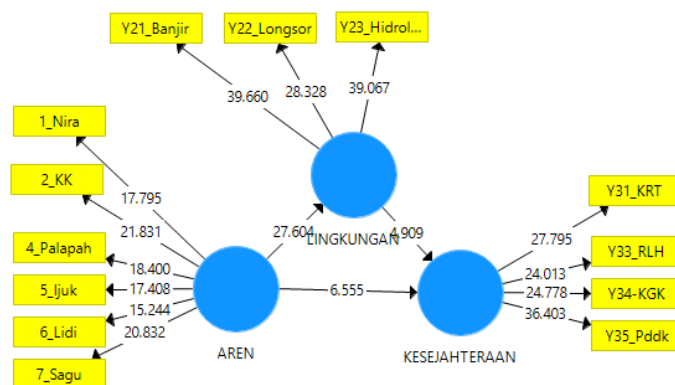 Y21_Banjir
Y22_Longsor
Y23_Hidrol...
39.660
28.328
39.067
1_Nira
2_KK
4_Palapah
5_Ijuk
6_Lidi
7_Sagu
17.795
21.831
18.400
17.408
15.244
20.832
AREN
27.604
LINGKUNGAN
4.909
6.555
KESEJAHTERAAN
27.795
24.013
24.778
36.403
Y31_KRT
Y33_RLH
Y34-KGK
Y35_Pddk